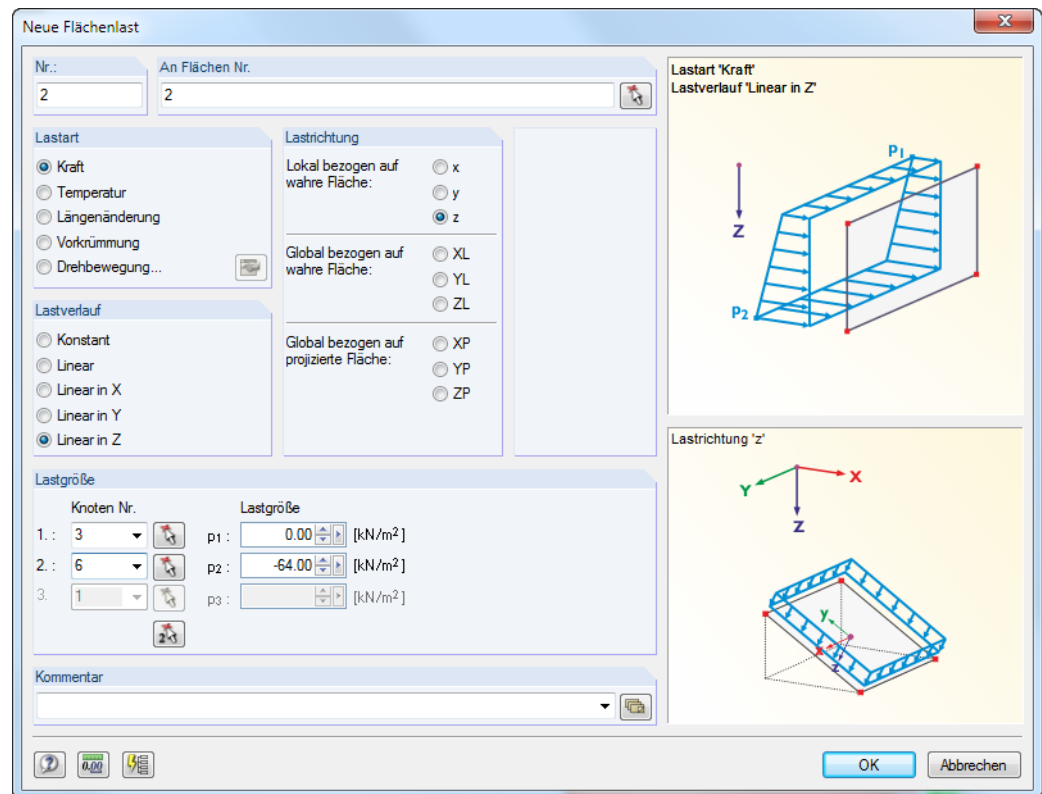 Neue Flächenlast
Nr.:
2
An Flächen Nr.
2
Lastart
Kraft
Temperatur
Längenänderung
Vorkrümmung
Drehbewegung...
Lastverlauf
Konstant
Linear
Linear in X
Linear in Y
Linear in Z
Lastrichtung
Lokal bezogen auf
wahre Fläche:
x
y
z
Global bezogen auf
wahre Fläche:
XL
YL
ZL
Global bezogen auf
projizierte Fläche:
XP
YP
ZP
Lastgröße
Knoten Nr. Lastgröße
1. : 3 p1 : 0.00 [kN/m²]
2. : 6 p2 : -64.00 [kN/m²]
3. 1 p3 : [kN/m²]
2
Kommentar
0.00
OK
Abbrechen
Lastart 'Kraft'
Lastverlauf 'Linear in Z'
p1
Z
p2
Lastrichtung 'z'
Y X
Z
y
x
z